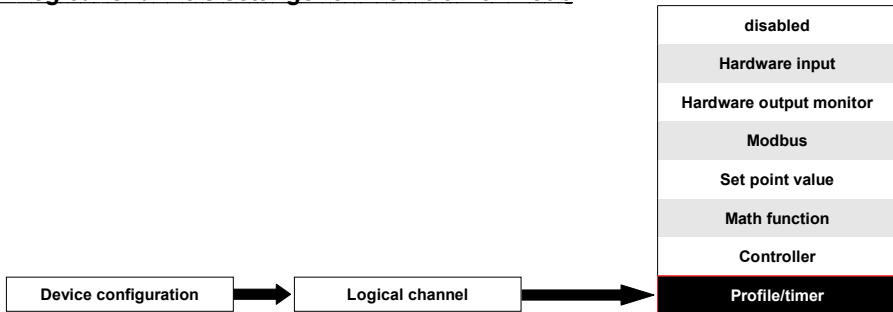 disabled
Hardware input
Hardware output monitor
Modbus
Set point value
Math function
Controller
Device configuration
Logical channel
Profile/timer